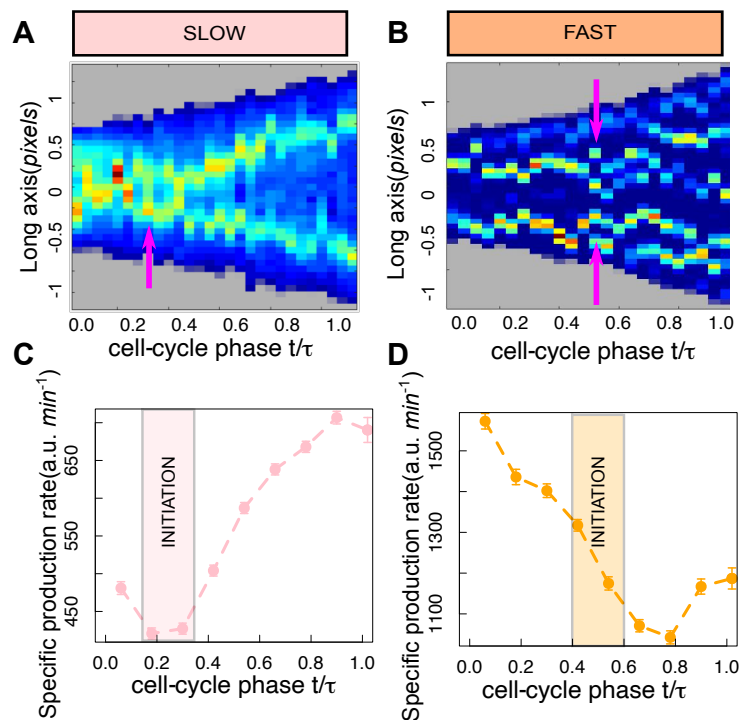 A
SLOW
Long axis(pixels)
1
0.5
0
-0.5
-1
0.0 0.2 0.4 0.6 0.8 1.0
cell-cycle phase t/τ
B
FAST
Long axis(pixels)
1
0.5
0
-0.5
-1
0.0 0.2 0.4 0.6 0.8 1.0
cell-cycle phase t/τ
C
Specific production rate(a.u. min⁻¹)
650
550
450
INITIATION
0.0 0.2 0.4 0.6 0.8 1.0
cell-cycle phase t/τ
D
Specific production rate(a.u. min⁻¹)
1500
1300
1100
INITIATION
0.0 0.2 0.4 0.6 0.8 1.0
cell-cycle phase t/τ